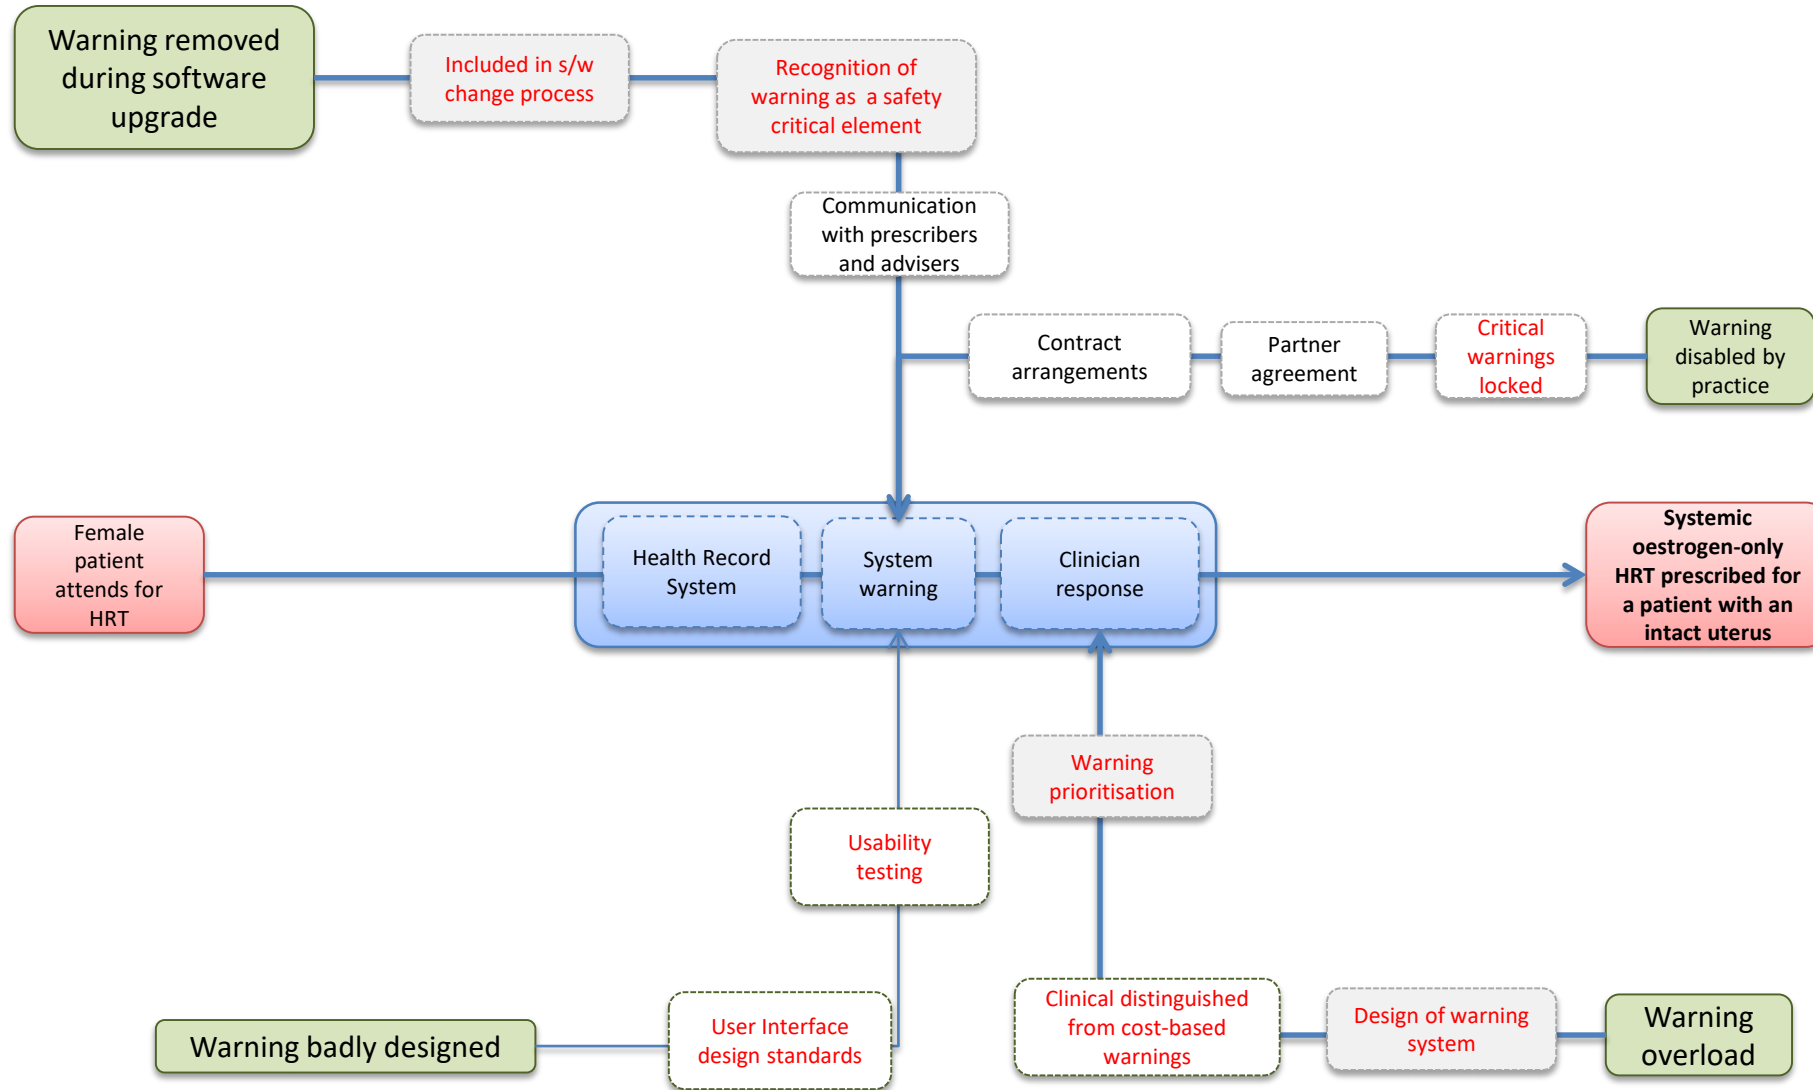 Warning removed
during software
upgrade
Included in s/w
change process
Recognition of
warning as a safety
critical element
Communication
with prescribers
and advisers
Contract
arrangements
Partner
agreement
Critical
warnings
locked
Warning
disabled by
practice
Female
patient
attends for
HRT
Health Record
System
System
warning
Clinician
response
Systemic
oestrogen-only
HRT prescribed for
a patient with an
intact uterus
Warning
prioritisation
Usability
testing
Warning badly designed
User Interface
design standards
Clinical distinguished
from cost-based
warnings
Design of warning
system
Warning
overload